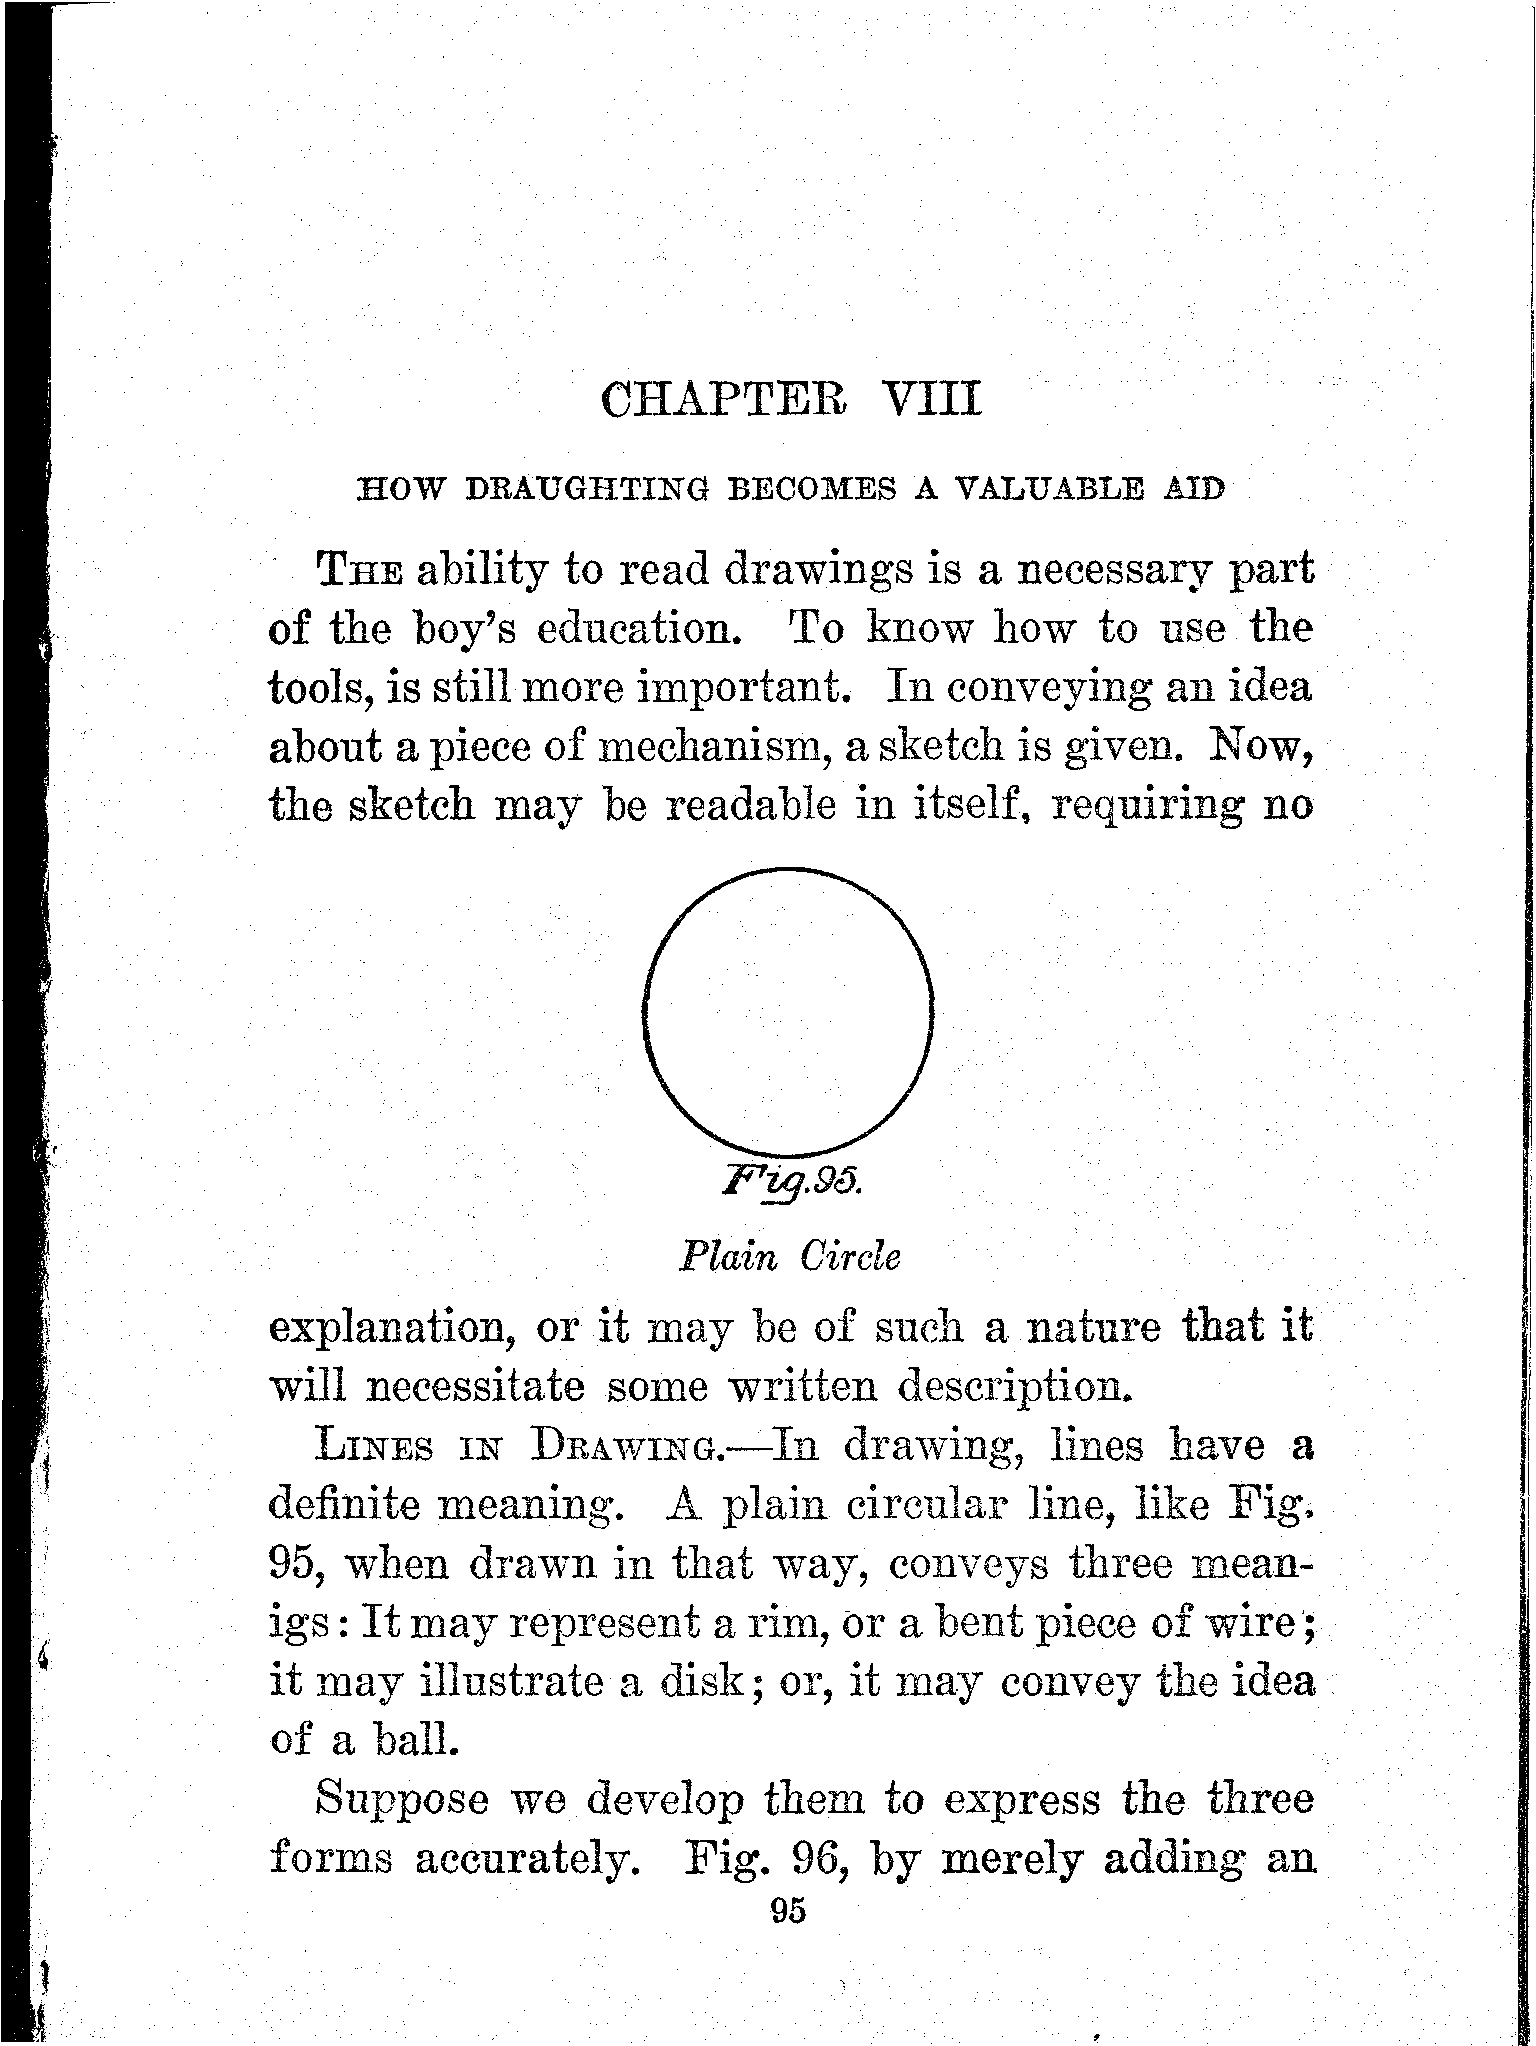 CHAPTER VIII
HOW DRAUGHTING BECOMES A VALUABLE AID
THE ability to read drawings is a necessary part
of the boy's education. To know how to use the
tools, is still more important. In conveying an idea
about a piece of mechanism, a sketch is given. Now,
the sketch may be readable in itself, requiring no
Fig. 95.
Plain Circle
explanation, or it may be of such a nature that it
will necessitate some written description.
LINES IN DRAWING.—In drawing, lines have a
definite meaning. A plain circular line, like Fig.
95, when drawn in that way, conveys three mean-
igs: It may represent a rim, or a bent piece of wire;
it may illustrate a disk; or, it may convey the idea
of a ball.
Suppose we develop them to express the three
forms accurately. Fig. 96, by merely adding an
95